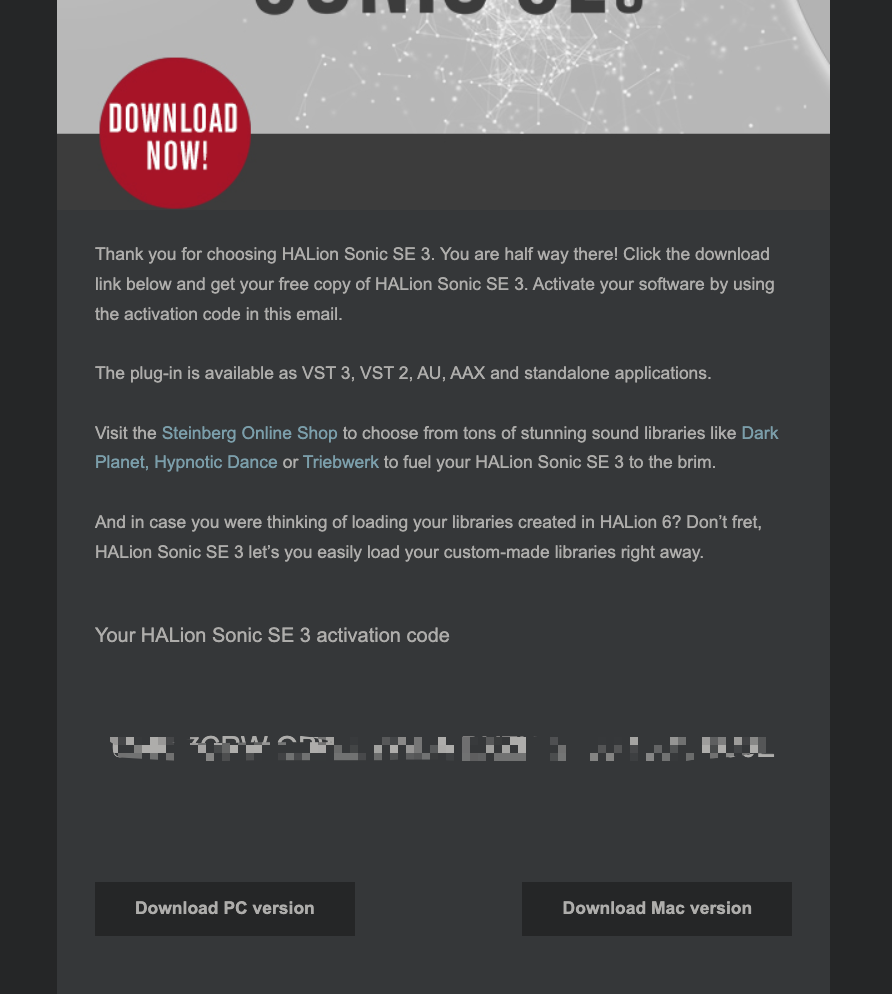 DOWNLOAD
NOW!
Thank you for choosing HALion Sonic SE 3. You are half way there! Click the download
link below and get your free copy of HALion Sonic SE 3. Activate your software by using
the activation code in this email.
The plug-in is available as VST 3, VST 2, AU, AAX and standalone applications.
Visit the Steinberg Online Shop to choose from tons of stunning sound libraries like Dark
Planet, Hypnotic Dance or Triebwerk to fuel your HALion Sonic SE 3 to the brim.
And in case you were thinking of loading your libraries created in HALion 6? Don’t fret,
HALion Sonic SE 3 let’s you easily load your custom-made libraries right away.
Your HALion Sonic SE 3 activation code
Download PC version
Download Mac version